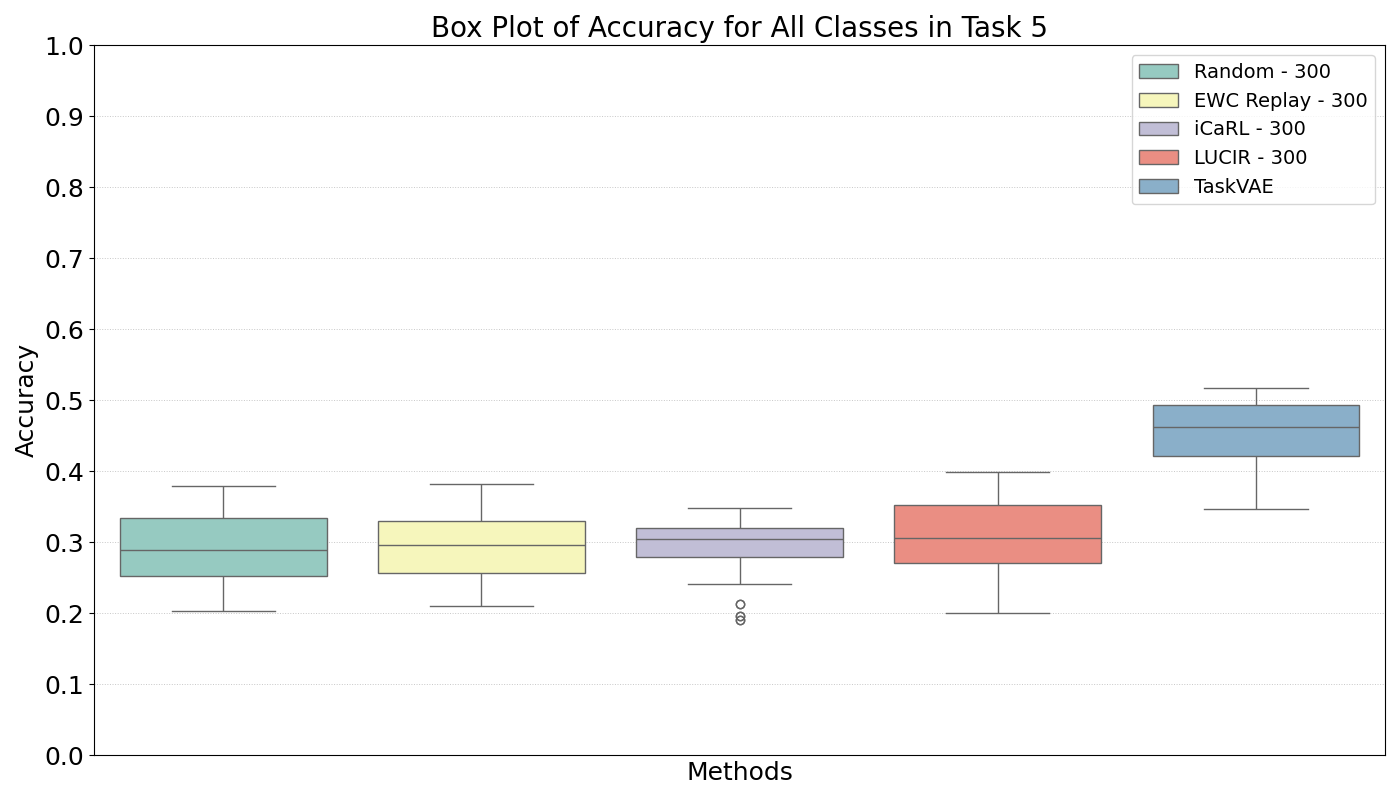 Box Plot of Accuracy for All Classes in Task 5
1.0
0.9
0.8
0.7
0.6
0.5
0.4
0.3
0.2
0.1
0.0
Accuracy
Methods
Random - 300
EWC Replay - 300
iCaRL - 300
LUCIR - 300
TaskVAE